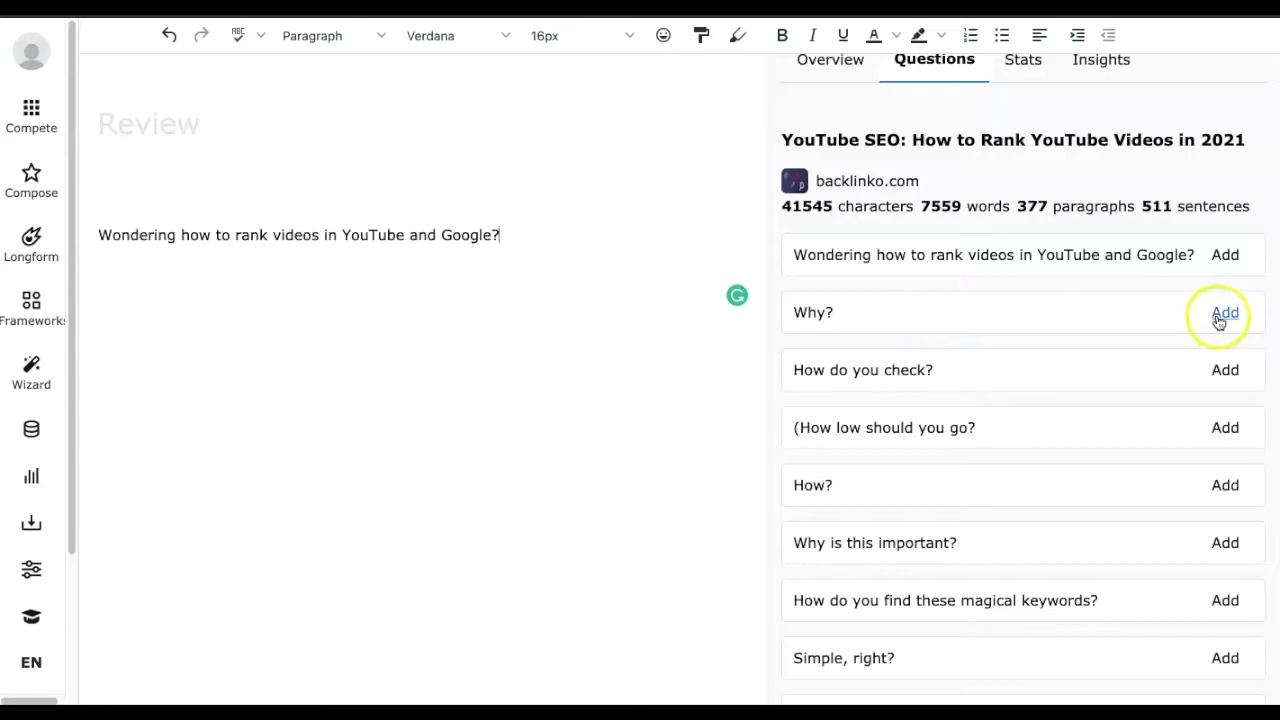 ABC
Paragraph
Verdana
16px
B
I
U
A
Compete
Compose
Longform
Frameworks
Wizard
EN
Review
Wondering how to rank videos in YouTube and Google?
G
Overview
Questions
Stats
Insights
YouTube SEO: How to Rank YouTube Videos in 2021
backlinko.com
41545 characters 7559 words 377 paragraphs 511 sentences
Wondering how to rank videos in YouTube and Google? Add
Why? Add
How do you check? Add
(How low should you go? Add
How? Add
Why is this important? Add
How do you find these magical keywords? Add
Simple, right? Add